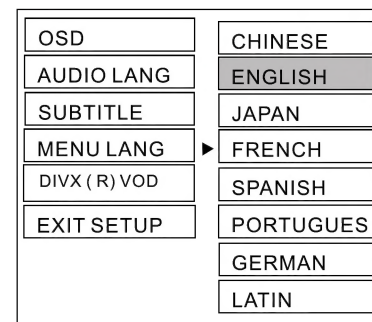 OSD
AUDIO LANG
SUBTITLE
MENU LANG
DIVX ( R ) VOD
EXIT SETUP
CHINESE
ENGLISH
JAPAN
FRENCH
SPANISH
PORTUGUES
GERMAN
LATIN